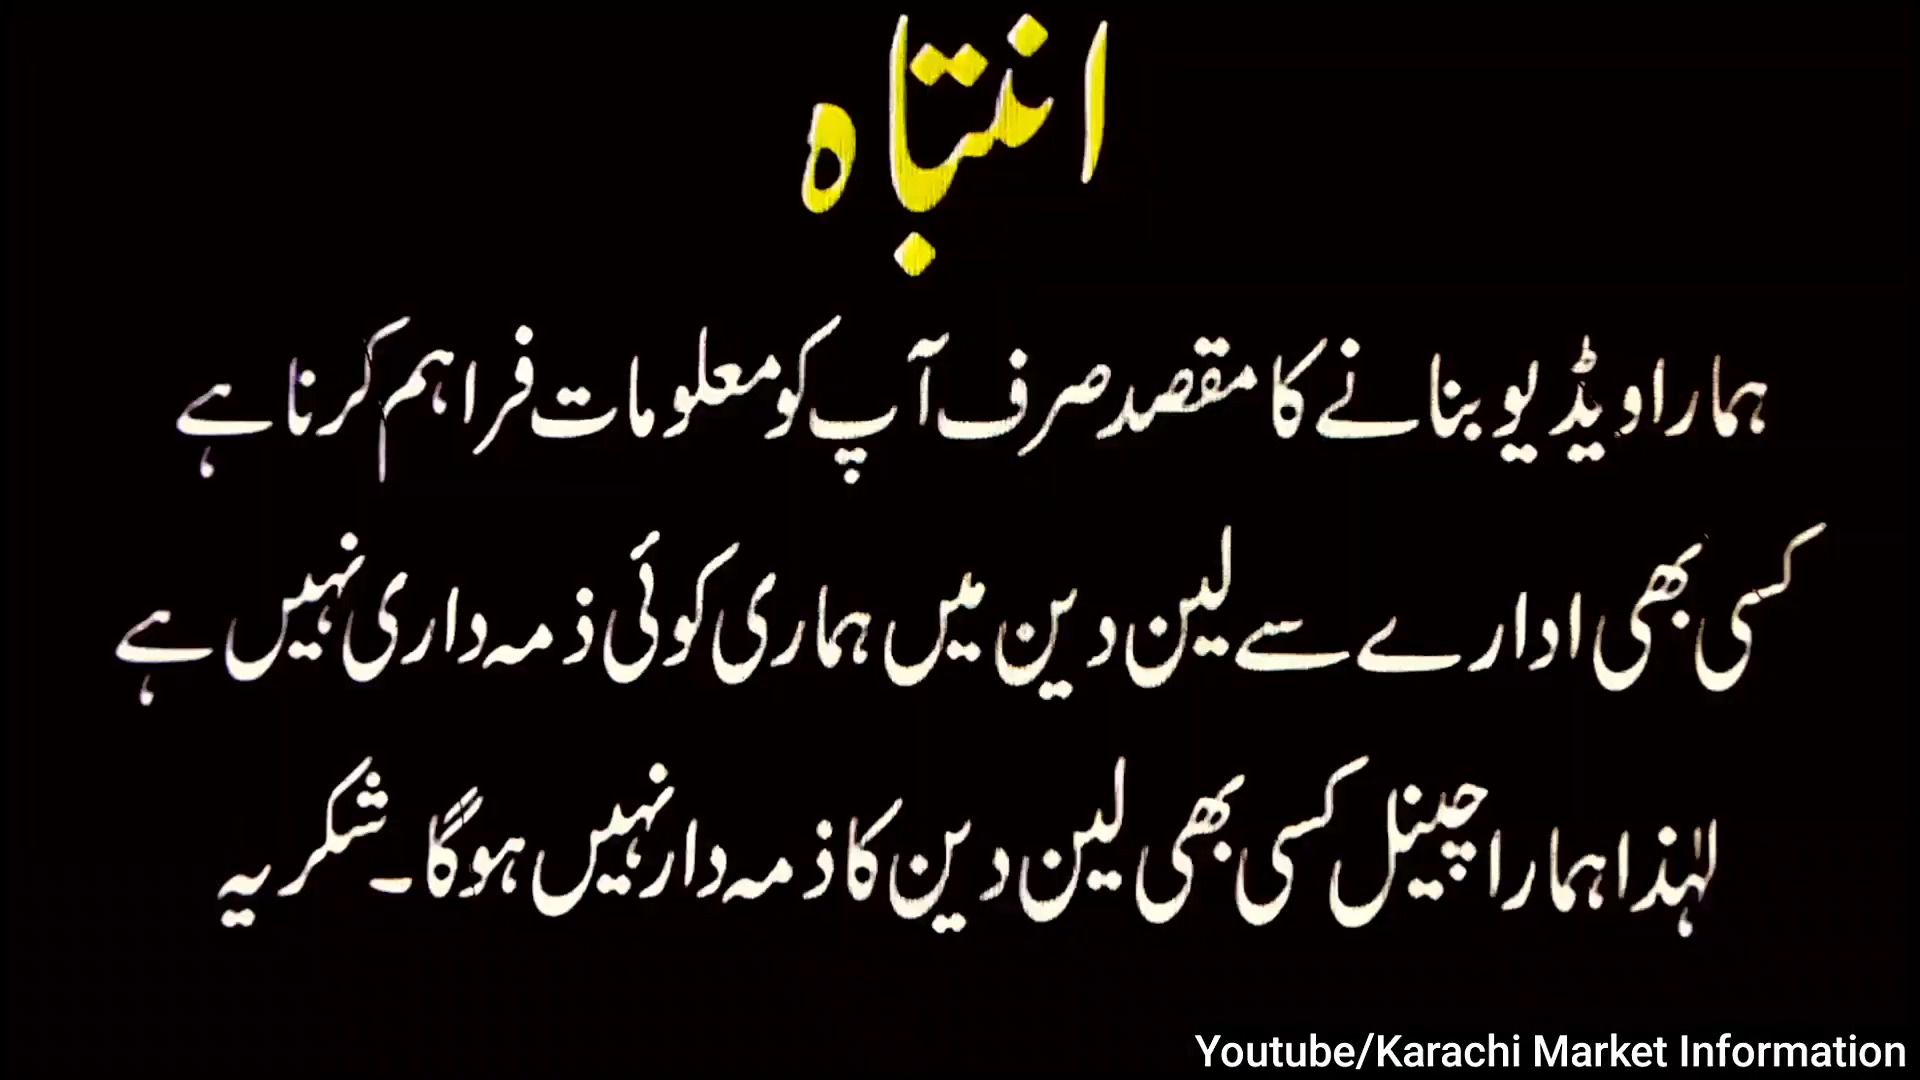 انتباہ
ہمارا ویڈیو بنانے کا مقصد صرف آپ کو معلومات فراہم کرنا ہے
کسی بھی ادارے سے لین دین میں ہماری کوئی ذمہ داری نہیں ہے
لہٰذا ہمارا چینل کسی بھی لین دین کا ذمہ دار نہیں ہوگا۔ شکریہ
Youtube/Karachi Market Information